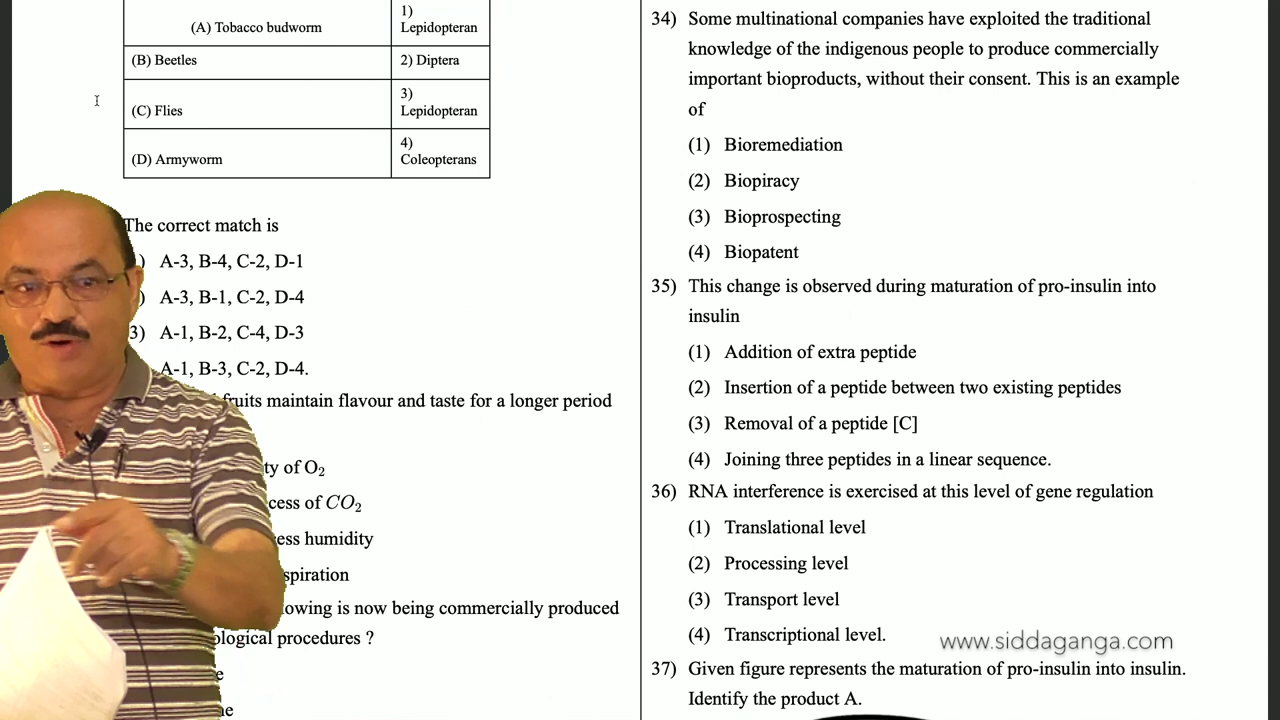 (A) Tobacco budworm
1)
Lepidopteran
(B) Beetles
2) Diptera
(C) Flies
3)
Lepidopteran
(D) Armyworm
4)
Coleopterans
The correct match is
) A-3, B-4, C-2, D-1
) A-3, B-1, C-2, D-4
3) A-1, B-2, C-4, D-3
A-1, B-3, C-2, D-4.
fruits maintain flavour and taste for a longer period
ty of O2
cess of CO2
ess humidity
spiration
lowing is now being commercially produced
ological procedures ?
34) Some multinational companies have exploited the traditional
knowledge of the indigenous people to produce commercially
important bioproducts, without their consent. This is an example
of
(1) Bioremediation
(2) Biopiracy
(3) Bioprospecting
(4) Biopatent
35) This change is observed during maturation of pro-insulin into
insulin
(1) Addition of extra peptide
(2) Insertion of a peptide between two existing peptides
(3) Removal of a peptide [C]
(4) Joining three peptides in a linear sequence.
36) RNA interference is exercised at this level of gene regulation
(1) Translational level
(2) Processing level
(3) Transport level
(4) Transcriptional level.
www.siddaganga.com
37) Given figure represents the maturation of pro-insulin into insulin.
Identify the product A.